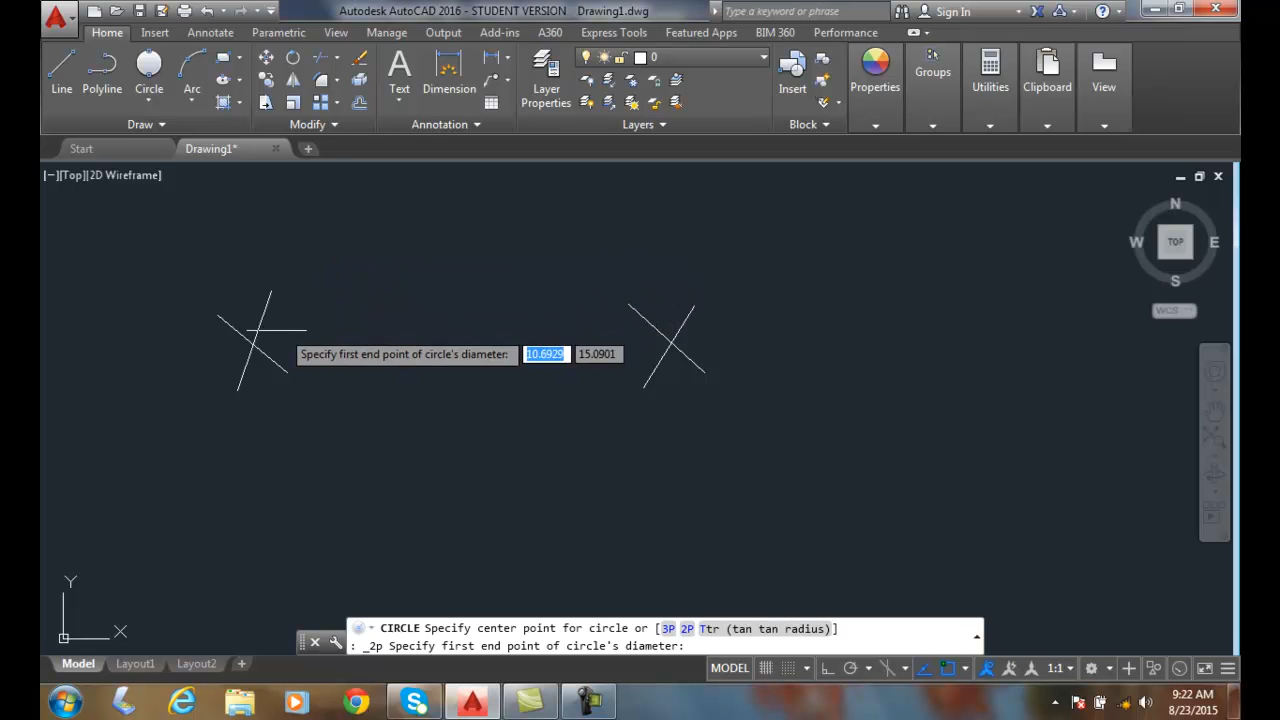 Autodesk AutoCAD 2016 - STUDENT VERSION Drawing1.dwg
Type a keyword or phrase
Sign In
Home Insert Annotate Parametric View Manage Output Add-ins A360 Express Tools Featured Apps BIM 360 Performance
0
Line Polyline Circle Arc Text Dimension Layer Properties Insert Properties Groups Utilities Clipboard View
Draw Modify Annotation Layers Block
Start Drawing1*
[−][Top][2D Wireframe]
N
W TOP E
S
WCS
Specify first end point of circle's diameter: 10.6929 15.0901
Y
X
CIRCLE Specify center point for circle or [3P 2P Ttr (tan tan radius)]
: _2p Specify first end point of circle's diameter:
Model Layout1 Layout2 +
MODEL 1:1
9:22 AM
8/23/2015